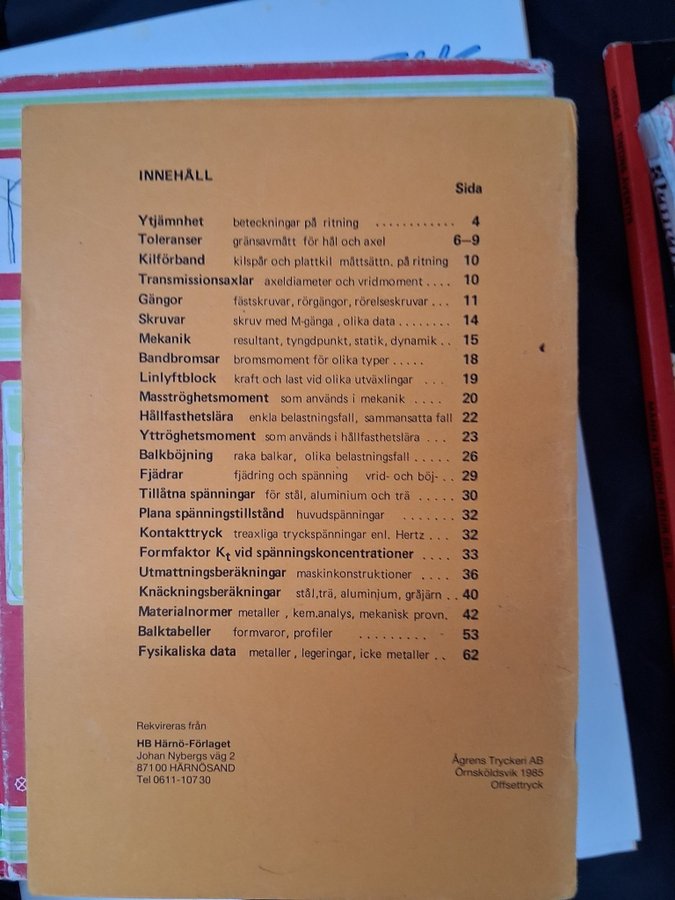 INNEHÅLL
Sida
Ytjämnhet beteckningar på ritning ............ 4
Toleranser gränsavmått för hål och axel 6–9
Kilförband kilspår och plattkil måttsättn. på ritning 10
Transmissionsaxlar axeldiameter och vridmoment .... 10
Gängor fästskruvar, rörgängor, rörelseskruvar ... 11
Skruvar skruv med M-gänga , olika data ........ 14
Mekanik resultant, tyngdpunkt, statik, dynamik .. 15
Bandbromsar bromsmoment för olika typer ..... 18
Linlyftblock kraft och last vid olika utväxlingar ... 19
Masströghetsmoment som används i mekanik .... 20
Hållfasthetslära enkla belastningsfall, sammansatta fall 22
Yttröghetsmoment som används i hållfasthetslära ... 23
Balkböjning raka balkar, olika belastningsfall ..... 26
Fjädrar fjädring och spänning vrid- och böj- .. 29
Tillåtna spänningar för stål, aluminium och trä ..... 30
Plana spänningstillstånd huvudspänningar ....... 32
Kontakttryck treaxliga tryckspänningar enl. Hertz ... 32
Formfaktor Kt vid spänningskoncentrationer .... 33
Utmattningsberäkningar maskinkonstruktioner .... 36
Knäckningsberäkningar stål,trä, aluminjum, gråjärn .. 40
Materialnormer metaller , kem.analys, mekanisk provn. 42
Balktabeller formvaror, profiler ......... 53
Fysikaliska data metaller, legeringar, icke metaller .. 62
Rekvireras från
HB Härnö-Förlaget
Johan Nybergs väg 2
87100 HÄRNÖSAND
Tel 0611-10730
Ågrens Tryckeri AB
Örnsköldsvik 1985
Offsettryck